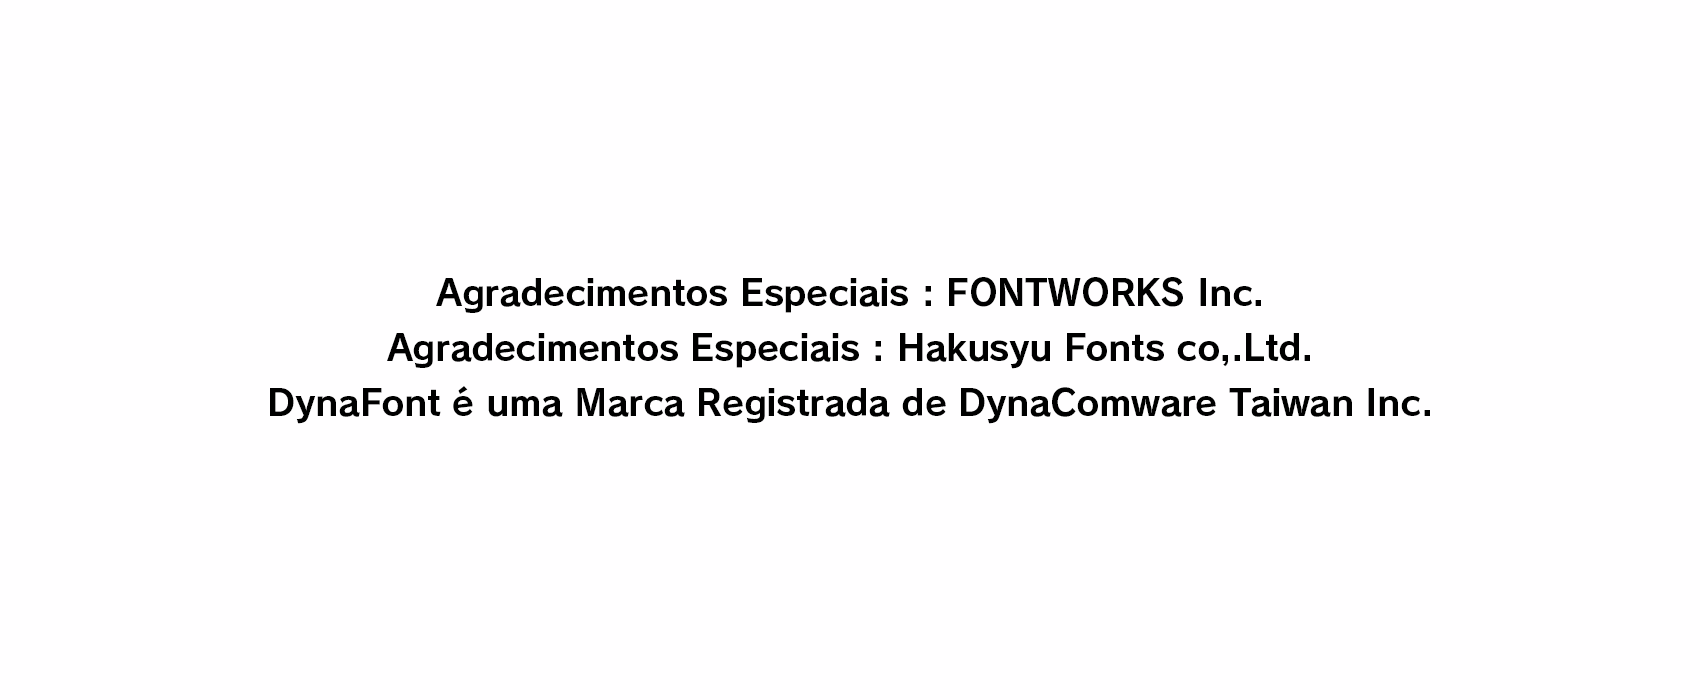 Agradecimentos Especiais : FONTWORKS Inc.
Agradecimentos Especiais : Hakusyu Fonts co,.Ltd.
DynaFont é uma Marca Registrada de DynaComware Taiwan Inc.